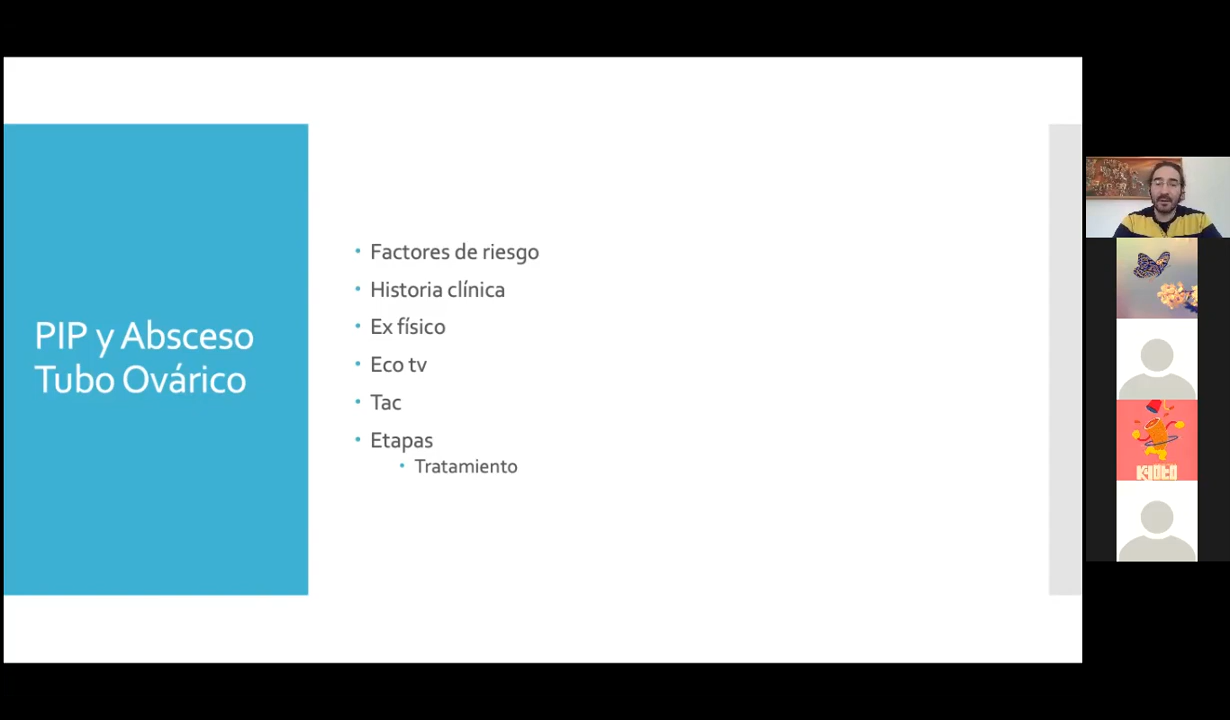 PIP y Absceso
Tubo Ovárico
Factores de riesgo
Historia clínica
Ex físico
Eco tv
Tac
Etapas
Tratamiento